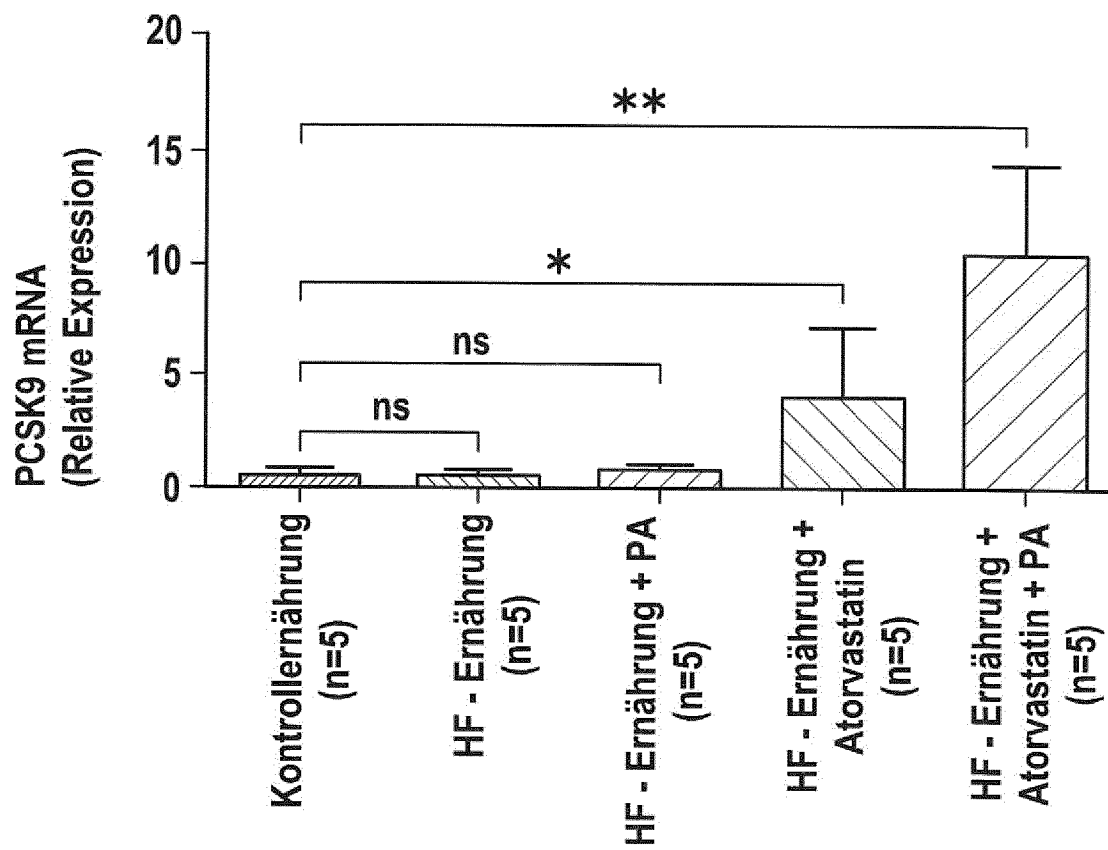 PCSK9 mRNA
(Relative Expression)
20
15
10
5
0
**
*
ns
ns
Kontrollernährung
(n=5)
HF - Ernährung
(n=5)
HF - Ernährung + PA
(n=5)
HF - Ernährung +
Atorvastatin
(n=5)
HF - Ernährung +
Atorvastatin + PA
(n=5)